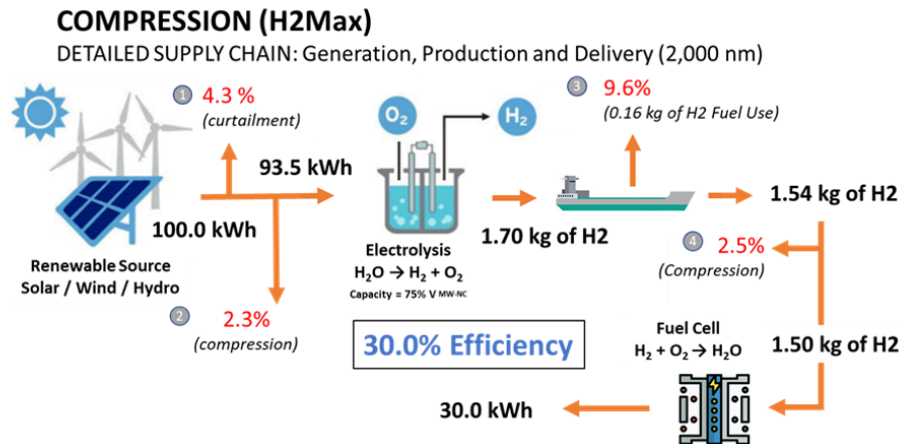 COMPRESSION (H2Max)
DETAILED SUPPLY CHAIN: Generation, Production and Delivery (2,000 nm)
1 4.3 %
(curtailment)
93.5 kWh
100.0 kWh
Renewable Source
Solar / Wind / Hydro
2 2.3%
(compression)
O₂
H₂
Electrolysis
H₂O → H₂ + O₂
Capacity = 75% V MW-NC
1.70 kg of H2
3 9.6%
(0.16 kg of H2 Fuel Use)
1.54 kg of H2
4 2.5%
(Compression)
1.50 kg of H2
Fuel Cell
H₂ + O₂ → H₂O
30.0% Efficiency
30.0 kWh